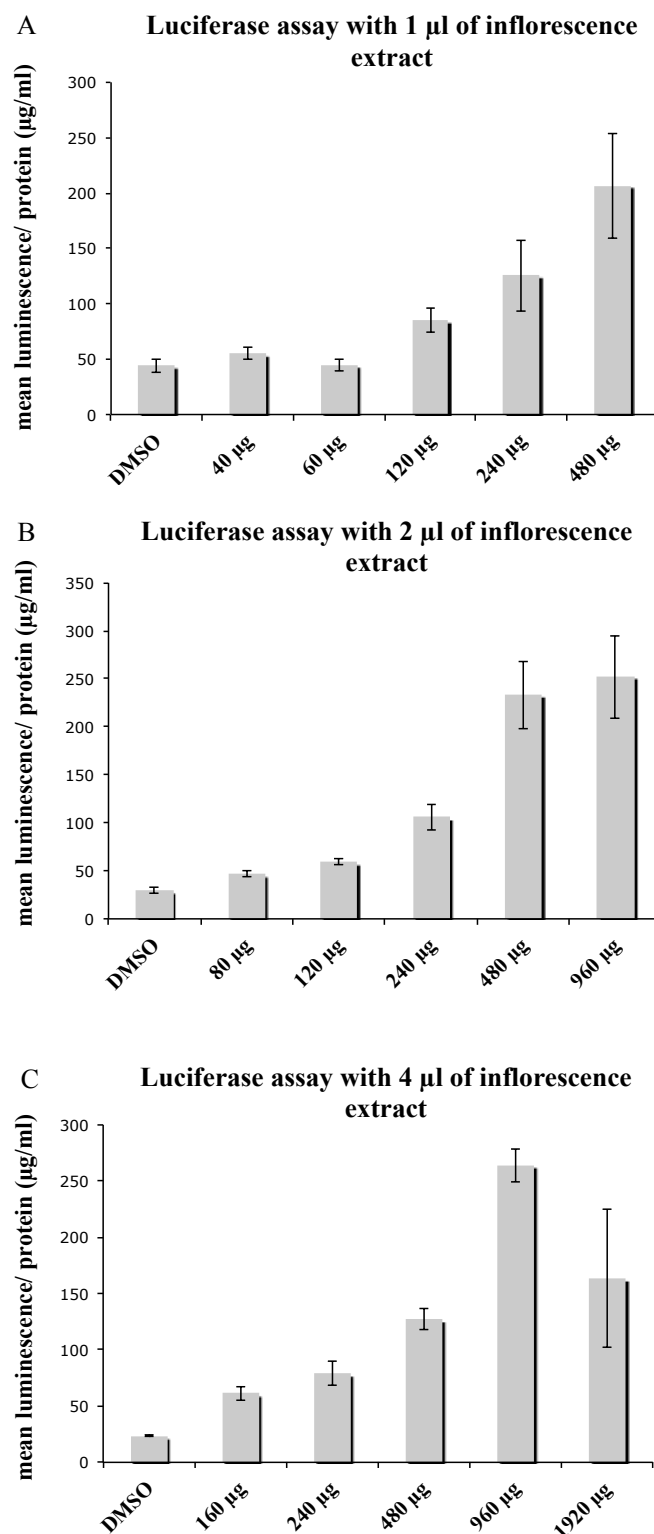 A
Luciferase assay with 1 µl of inflorescence
extract
mean luminescence/ protein (µg/ml)
300
250
200
150
100
50
0
DMSO
40 µg
60 µg
120 µg
240 µg
480 µg
B
Luciferase assay with 2 µl of inflorescence
extract
mean luminescence/ protein (µg/ml)
350
300
250
200
150
100
50
0
DMSO
80 µg
120 µg
240 µg
480 µg
960 µg
C
Luciferase assay with 4 µl of inflorescence
extract
mean luminescence/ protein (µg/ml)
300
250
200
150
100
50
0
DMSO
160 µg
240 µg
480 µg
960 µg
1920 µg